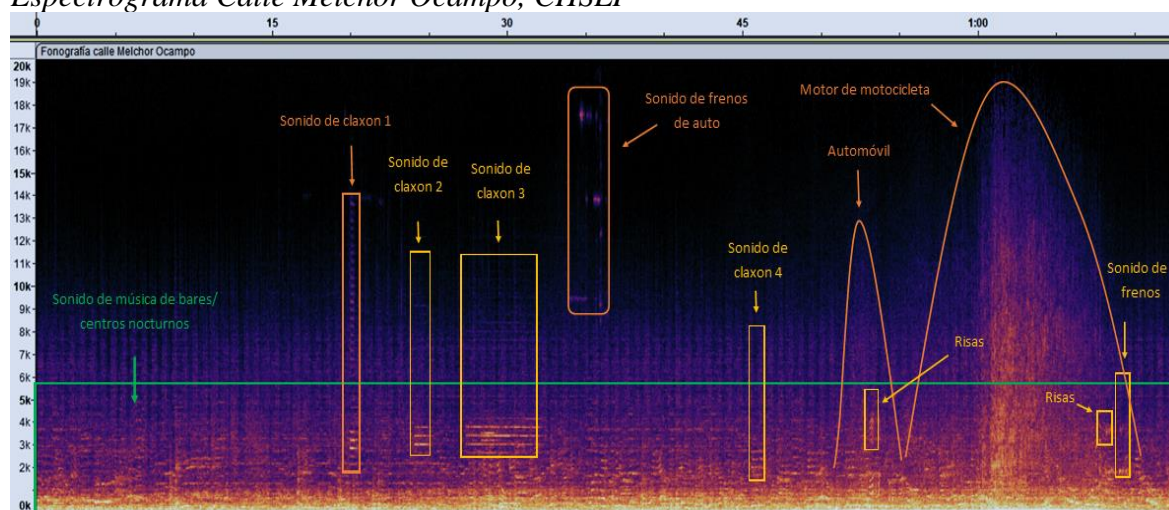 Espectrograma Calle Melchor Ocampo, CHSLP
0 15 30 45 1:00
Fonografía calle Melchor Ocampo
20k
19k
18k
17k
16k
15k
14k
13k
12k
11k
10k
9k
8k
7k
6k
5k
4k
3k
2k
0k
Sonido de claxon 1
Sonido de
claxon 2
Sonido de
claxon 3
Sonido de frenos
de auto
Motor de motocicleta
Automóvil
Sonido de
claxon 4
Sonido de
frenos
Sonido de música de bares/
centros nocturnos
Risas
Risas